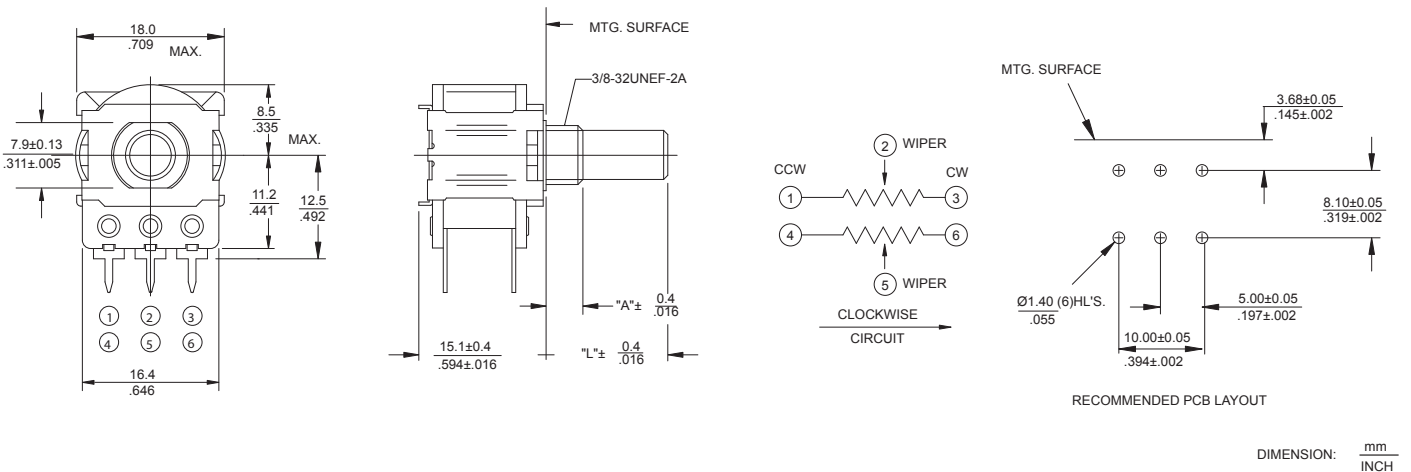 18.0
.709
MAX.
7.9±0.13
.311±.005
8.5
.335
MAX.
11.2
.441
12.5
.492
1 2 3
4 5 6
16.4
.646
MTG. SURFACE
3/8-32UNEF-2A
"A"± 0.4
.016
15.1±0.4
.594±.016
"L"± 0.4
.016
2 WIPER
CCW CW
1 3
4 6
5 WIPER
CLOCKWISE
CIRCUIT
MTG. SURFACE
3.68±0.05
.145±.002
8.10±0.05
.319±.002
Ø1.40 (6)HL'S.
.055
5.00±0.05
.197±.002
10.00±0.05
.394±.002
RECOMMENDED PCB LAYOUT
DIMENSION: mm
INCH